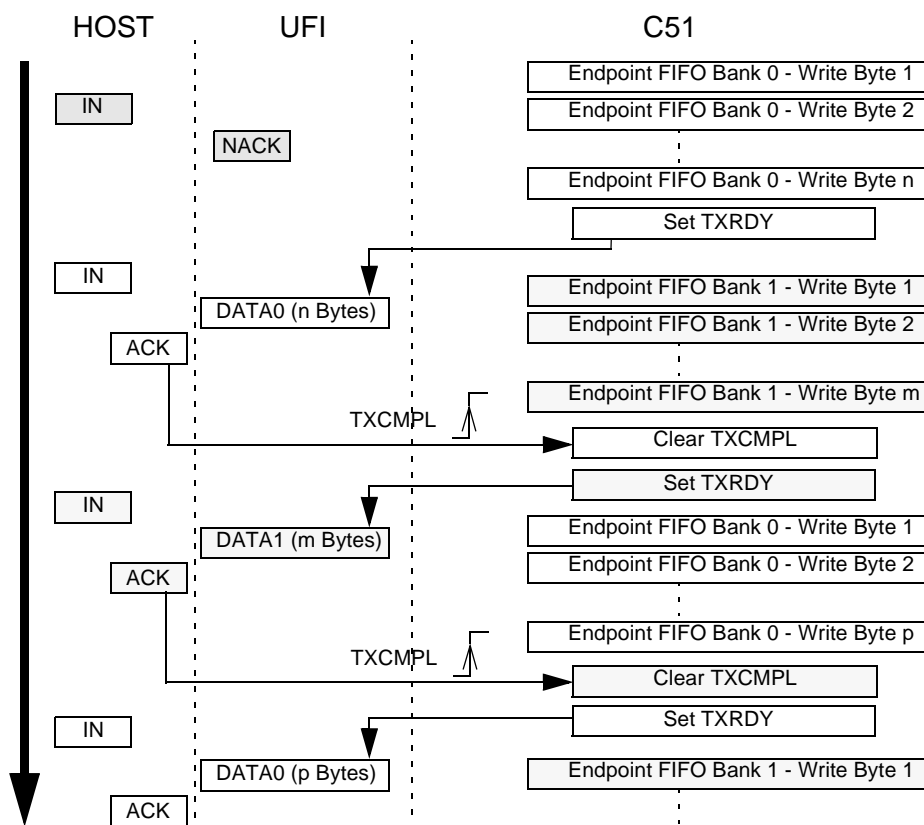 HOST UFI C51
Endpoint FIFO Bank 0 - Write Byte 1
IN
Endpoint FIFO Bank 0 - Write Byte 2
NACK
Endpoint FIFO Bank 0 - Write Byte n
Set TXRDY
IN
Endpoint FIFO Bank 1 - Write Byte 1
DATA0 (n Bytes)
Endpoint FIFO Bank 1 - Write Byte 2
ACK
Endpoint FIFO Bank 1 - Write Byte m
TXCMPL
Clear TXCMPL
Set TXRDY
IN
Endpoint FIFO Bank 0 - Write Byte 1
DATA1 (m Bytes)
Endpoint FIFO Bank 0 - Write Byte 2
ACK
Endpoint FIFO Bank 0 - Write Byte p
TXCMPL
Clear TXCMPL
Set TXRDY
IN
Endpoint FIFO Bank 1 - Write Byte 1
DATA0 (p Bytes)
ACK